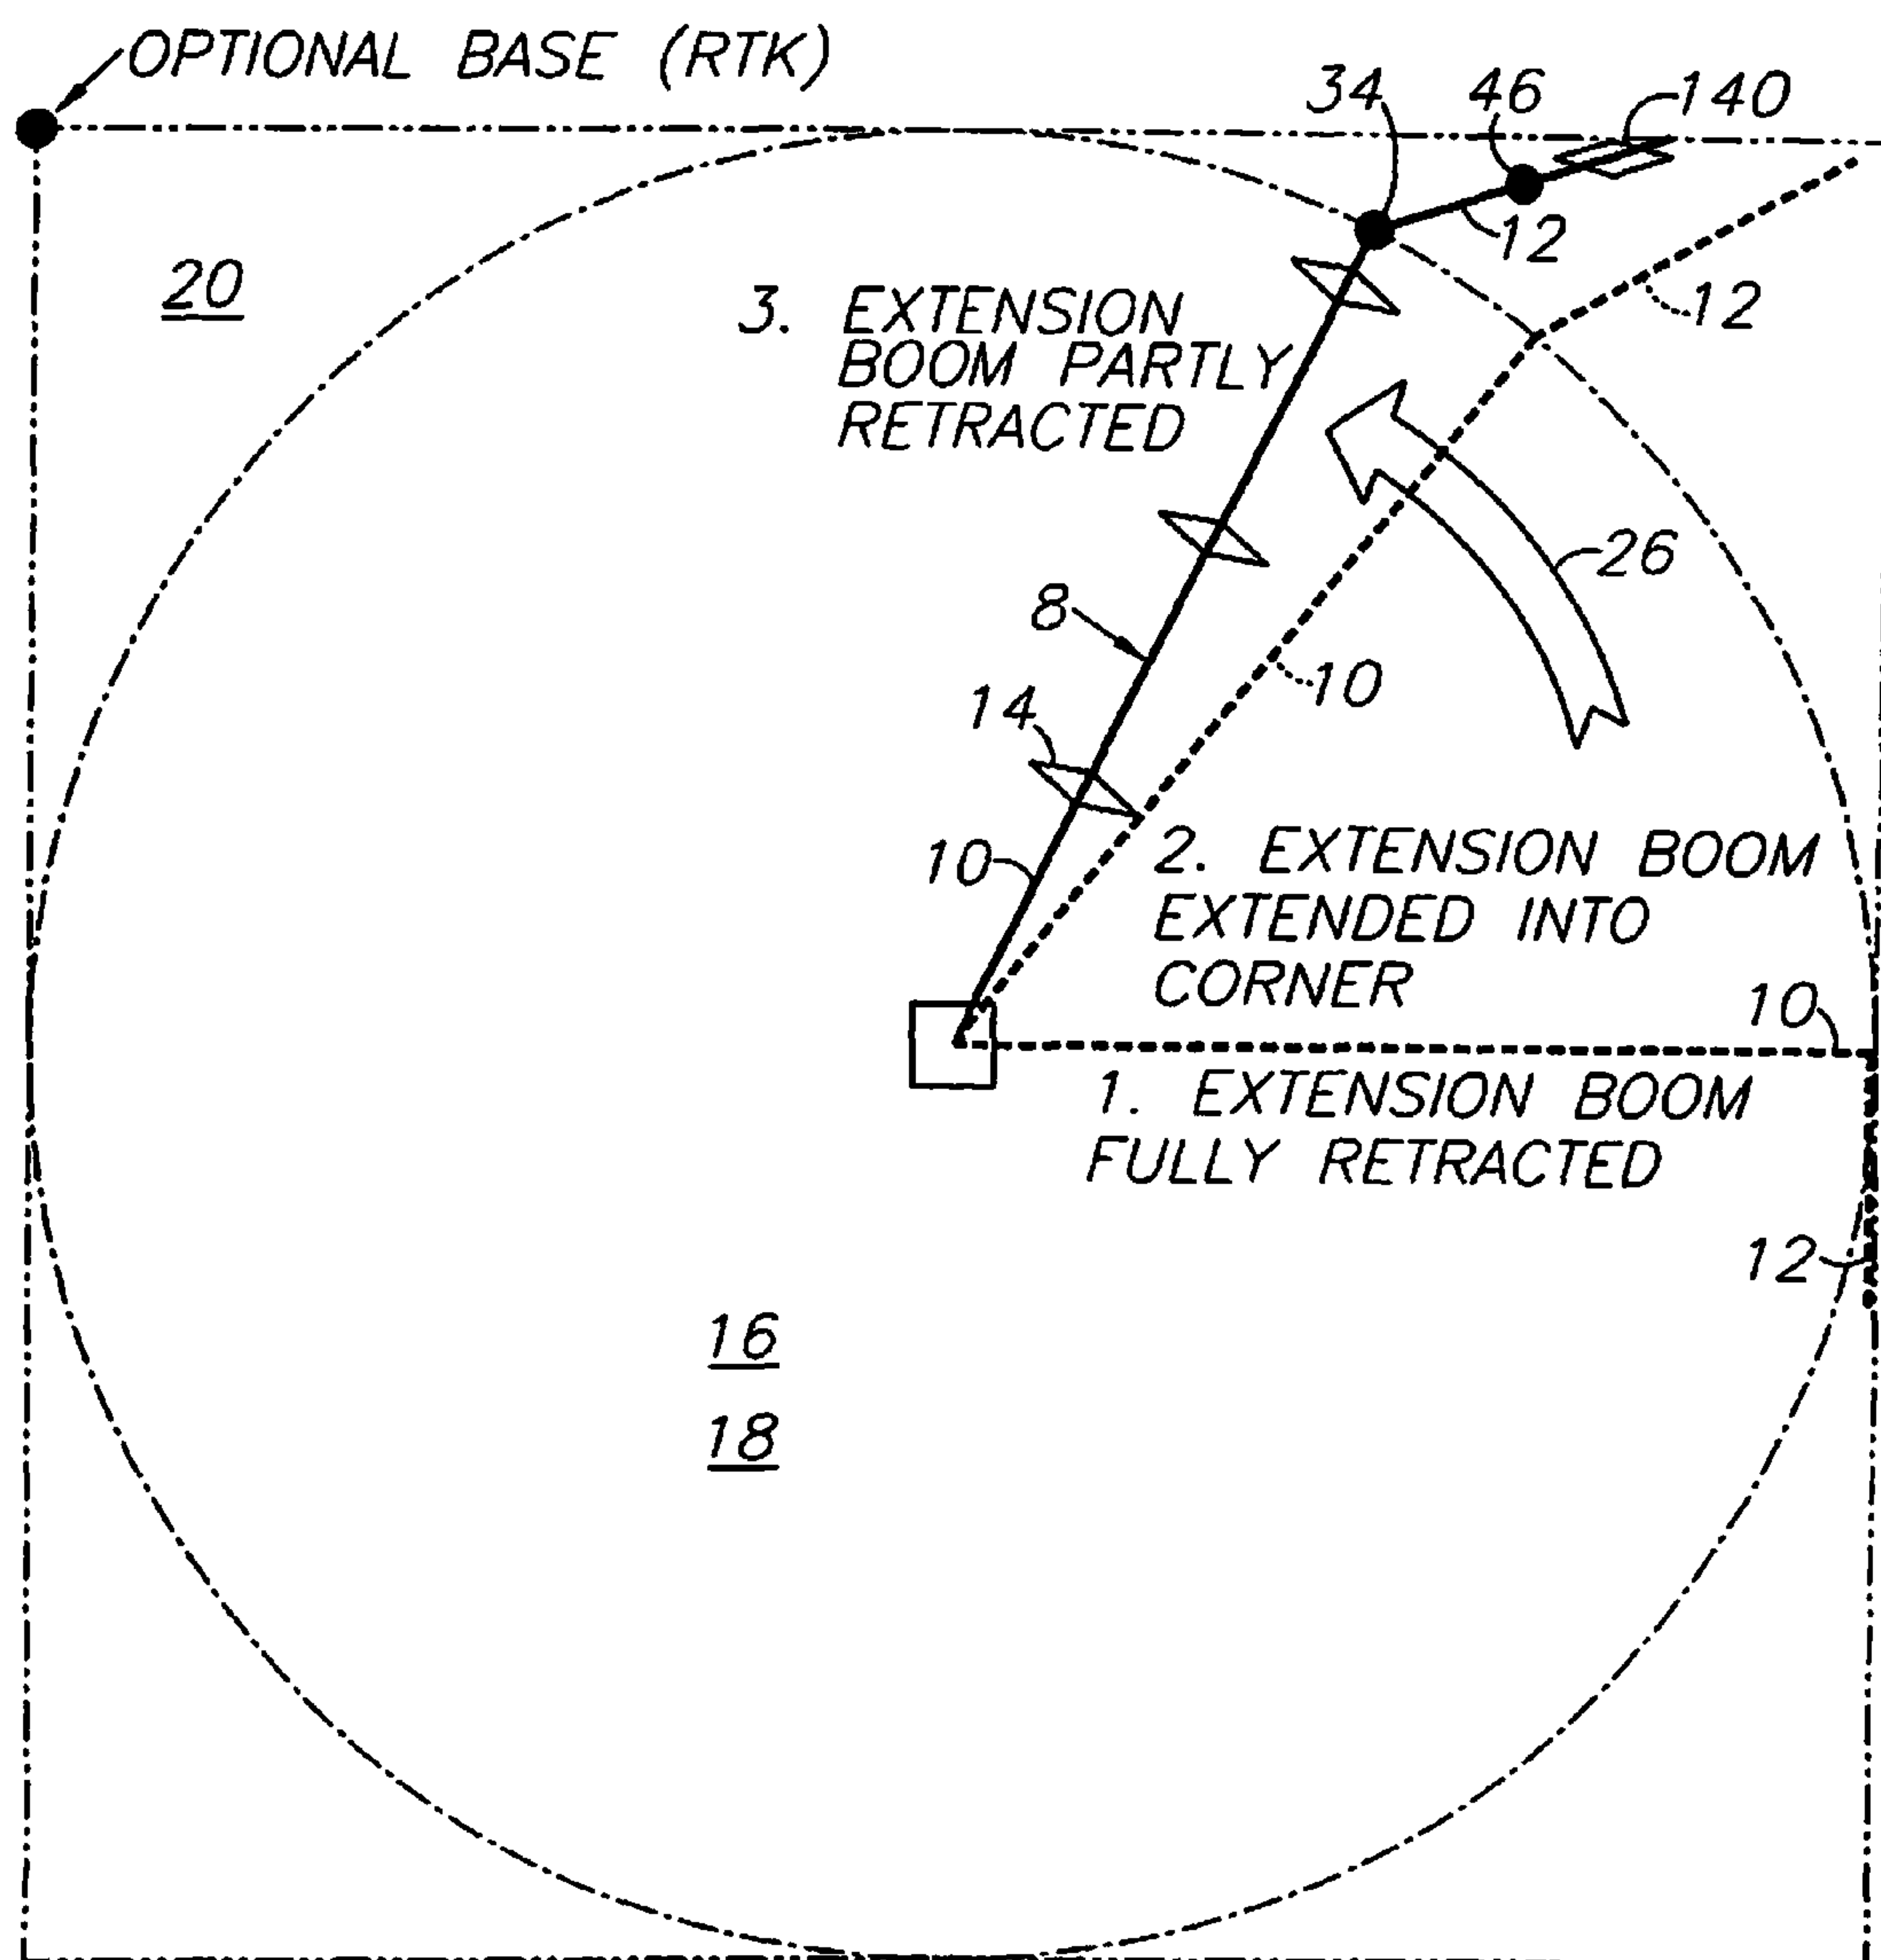 OPTIONAL BASE (RTK)
34
46
140
12
20
12
3. EXTENSION
BOOM PARTLY
RETRACTED
26
8
10
14
10
2. EXTENSION BOOM
EXTENDED INTO
CORNER
10
1. EXTENSION BOOM
FULLY RETRACTED
12
16
18